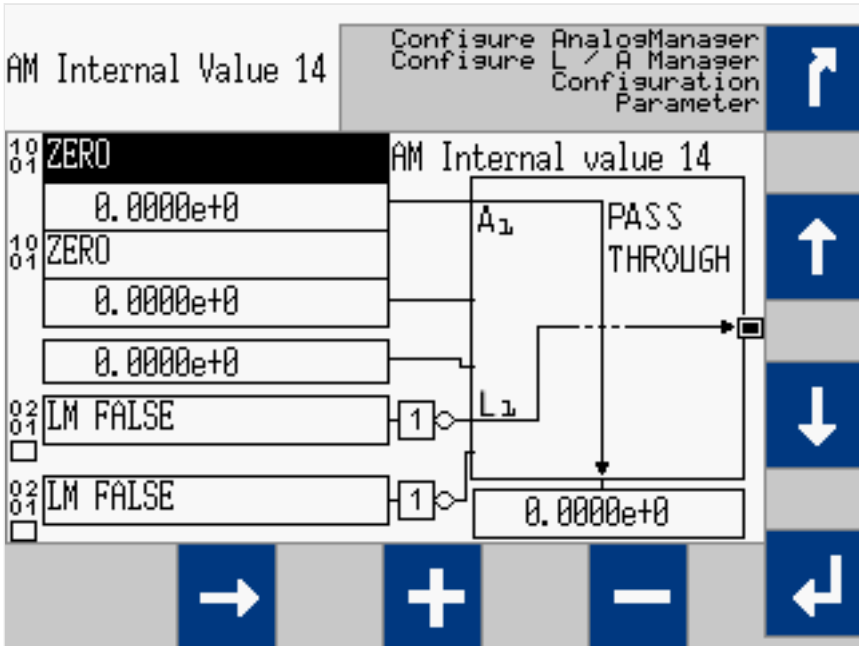 AM Internal Value 14
Configure AnalogManager
Configure L / A Manager
Configuration
Parameter
10
01
ZERO
AM Internal value 14
0.0000e+0
A1
PASS
THROUGH
10
01
ZERO
0.0000e+0
0.0000e+0
02
01
LM FALSE
1
L1
02
01
LM FALSE
1
0.0000e+0